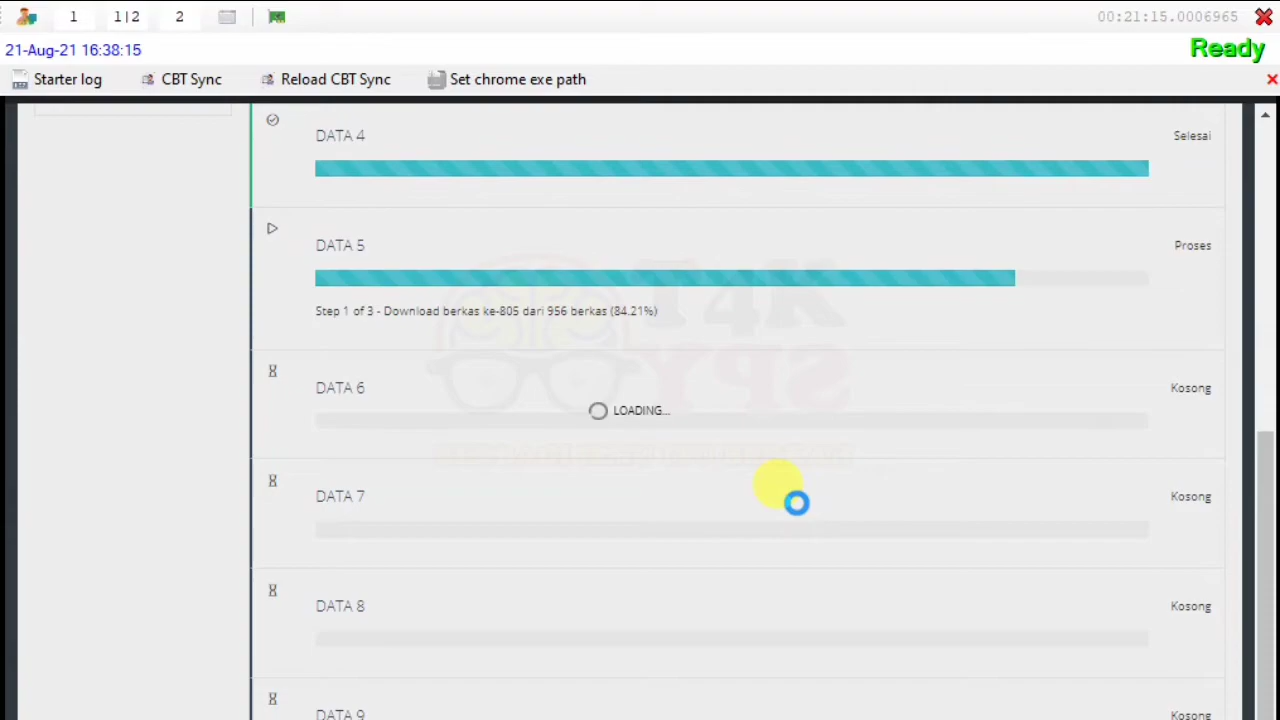 1 1|2 2 00:21:15.0006965
21-Aug-21 16:38:15
Ready
Starter log CBT Sync Reload CBT Sync Set chrome exe path
DATA 4 Selesai
DATA 5 Proses
Step 1 of 3 - Download berkas ke-805 dari 956 berkas (84.21%)
DATA 6 Kosong
LOADING...
DATA 7 Kosong
DATA 8 Kosong
DATA 9 Kosong